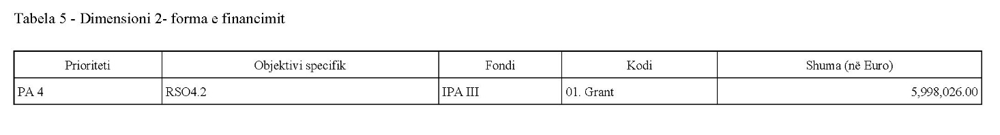 Tabela 5 - Dimensioni 2- forma e financimit
Prioriteti Objektivi specifik Fondi Kodi Shuma (në Euro)
PA 4 RSO4.2 IPA III 01. Grant 5,998,026.00